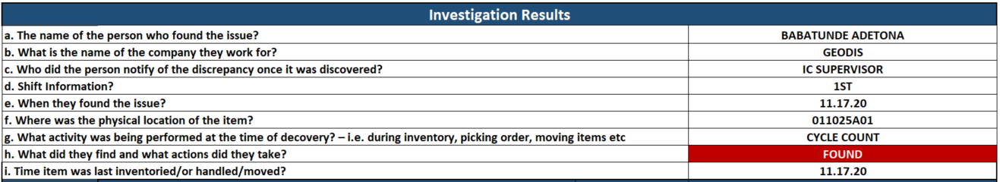 Investigation Results
a. The name of the person who found the issue? BABATUNDE ADETONA
b. What is the name of the company they work for? GEODIS
c. Who did the person notify of the discrepancy once it was discovered? IC SUPERVISOR
d. Shift Information? 1ST
e. When they found the issue? 11.17.20
f. Where was the physical location of the item? 011025A01
g. What activity was being performed at the time of decovery? – i.e. during inventory, picking order, moving items etc CYCLE COUNT
h. What did they find and what actions did they take? FOUND
i. Time item was last inventoried/or handled/moved? 11.17.20